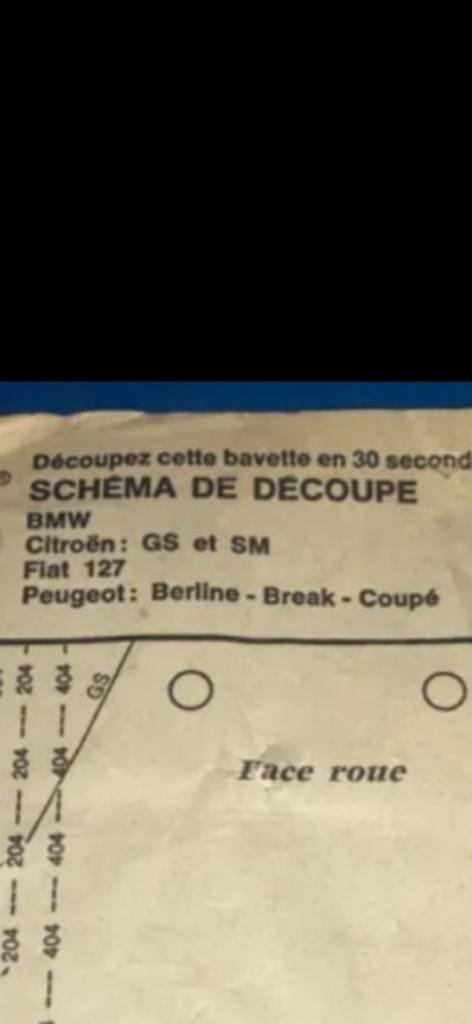 Découpez cette bavette en 30 second
®
SCHÉMA DE DÉCOUPE
BMW
Citroën: GS et SM
Fiat 127
Peugeot: Berline - Break - Coupé
GS
Face roue
204 --- 204 --- 204 --- 204 -
--- 404 --- 404 --- 404 --- 404 -